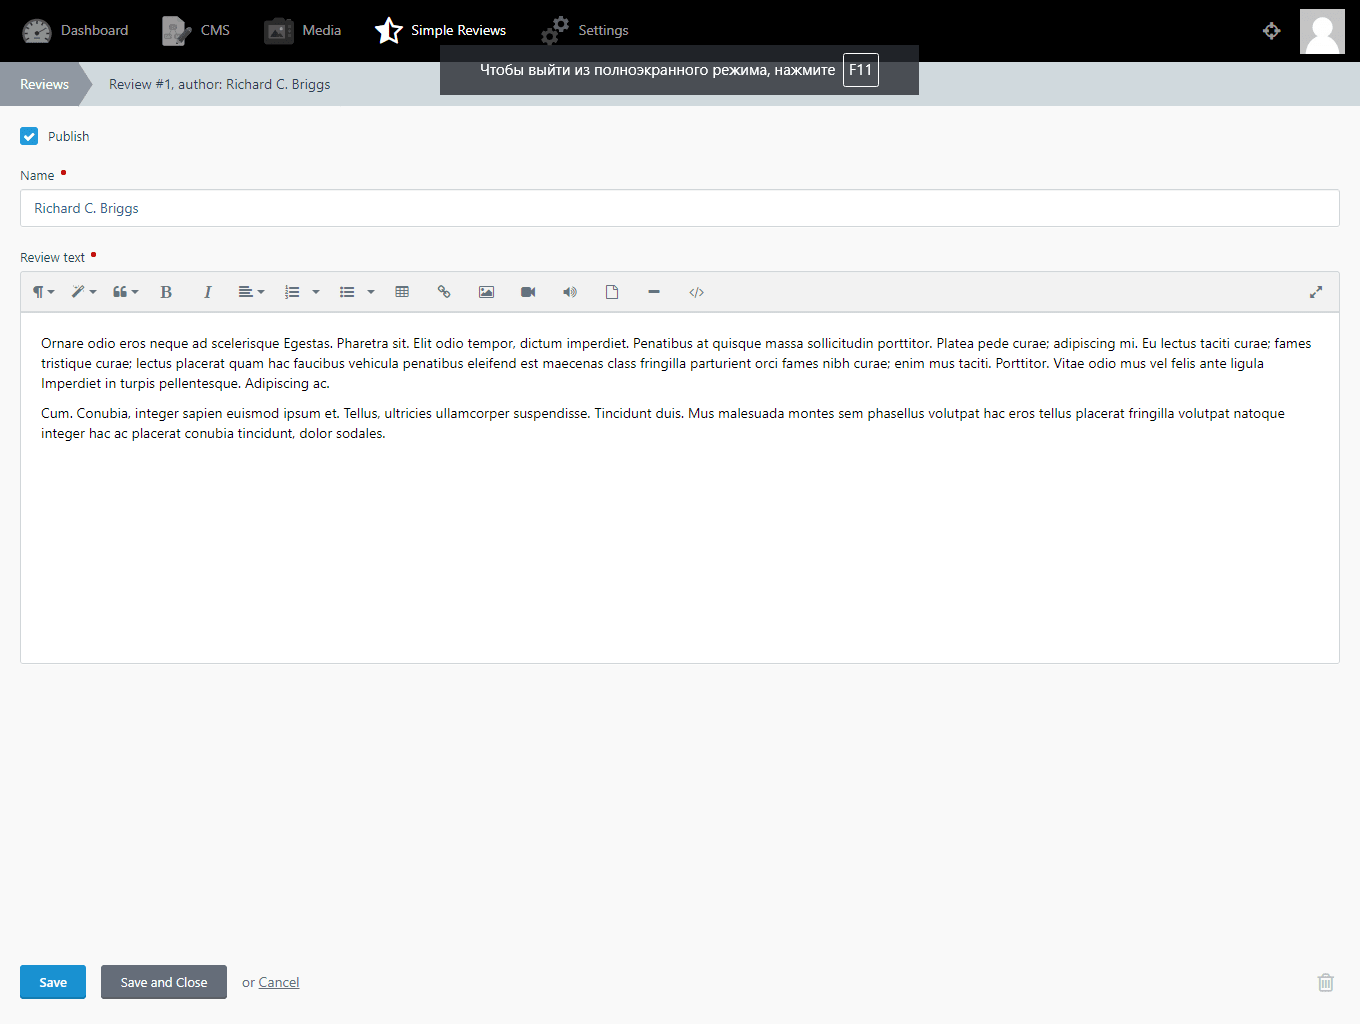 Dashboard
CMS
Media
Simple Reviews
Settings
Чтобы выйти из полноэкранного режима, нажмите F11
Reviews
Review #1, author: Richard C. Briggs
Publish
Name
Richard C. Briggs
Review text
Ornare odio eros neque ad scelerisque Egestas. Pharetra sit. Elit odio tempor, dictum imperdiet. Penatibus at quisque massa sollicitudin porttitor. Platea pede curae; adipiscing mi. Eu lectus taciti curae; fames
tristique curae; lectus placerat quam hac faucibus vehicula penatibus eleifend est maecenas class fringilla parturient orci fames nibh curae; enim mus taciti. Porttitor. Vitae odio mus vel felis ante ligula
Imperdiet in turpis pellentesque. Adipiscing ac.
Cum. Conubia, integer sapien euismod ipsum et. Tellus, ultricies ullamcorper suspendisse. Tincidunt duis. Mus malesuada montes sem phasellus volutpat hac eros tellus placerat fringilla volutpat natoque
integer hac ac placerat conubia tincidunt, dolor sodales.
Save
Save and Close
or Cancel